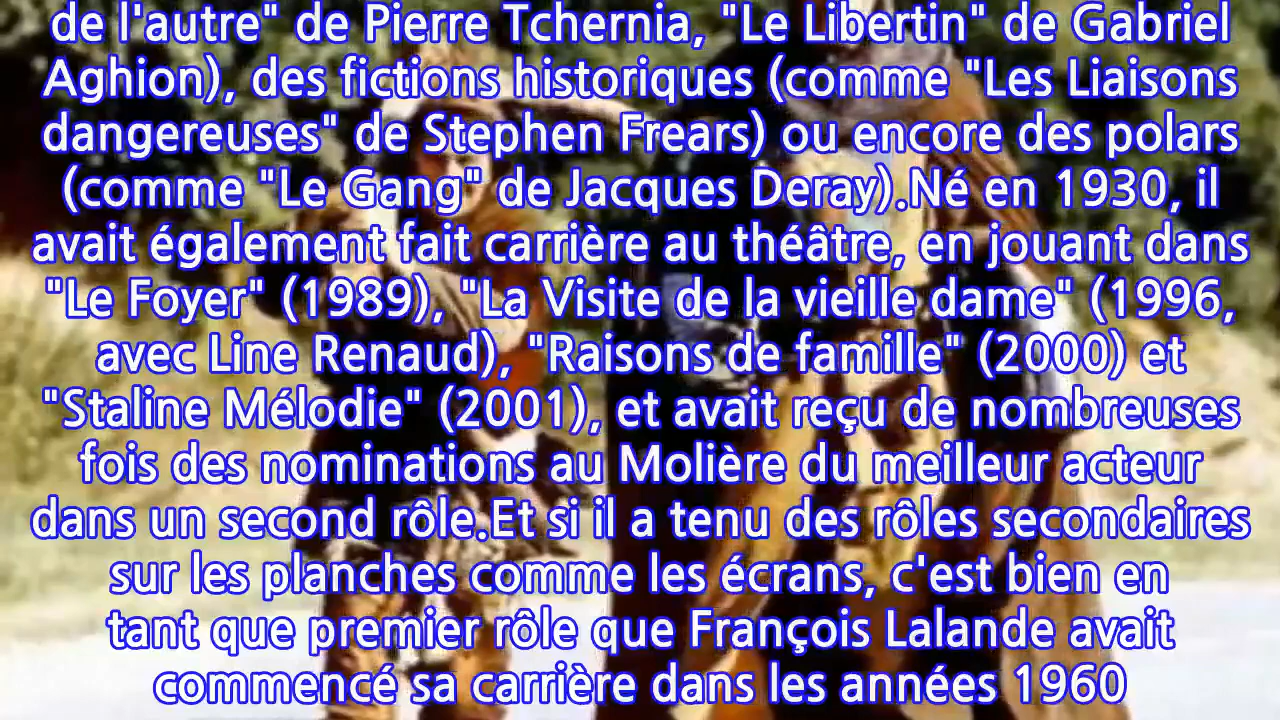 de l'autre" de Pierre Tchernia, "Le Libertin" de Gabriel
Aghion), des fictions historiques (comme "Les Liaisons
dangereuses" de Stephen Frears) ou encore des polars
(comme "Le Gang" de Jacques Deray).Né en 1930, il
avait également fait carrière au théâtre, en jouant dans
"Le Foyer" (1989), "La Visite de la vieille dame" (1996,
avec Line Renaud), "Raisons de famille" (2000) et
"Staline Mélodie" (2001), et avait reçu de nombreuses
fois des nominations au Molière du meilleur acteur
dans un second rôle.Et si il a tenu des rôles secondaires
sur les planches comme les écrans, c'est bien en
tant que premier rôle que François Lalande avait
commencé sa carrière dans les années 1960